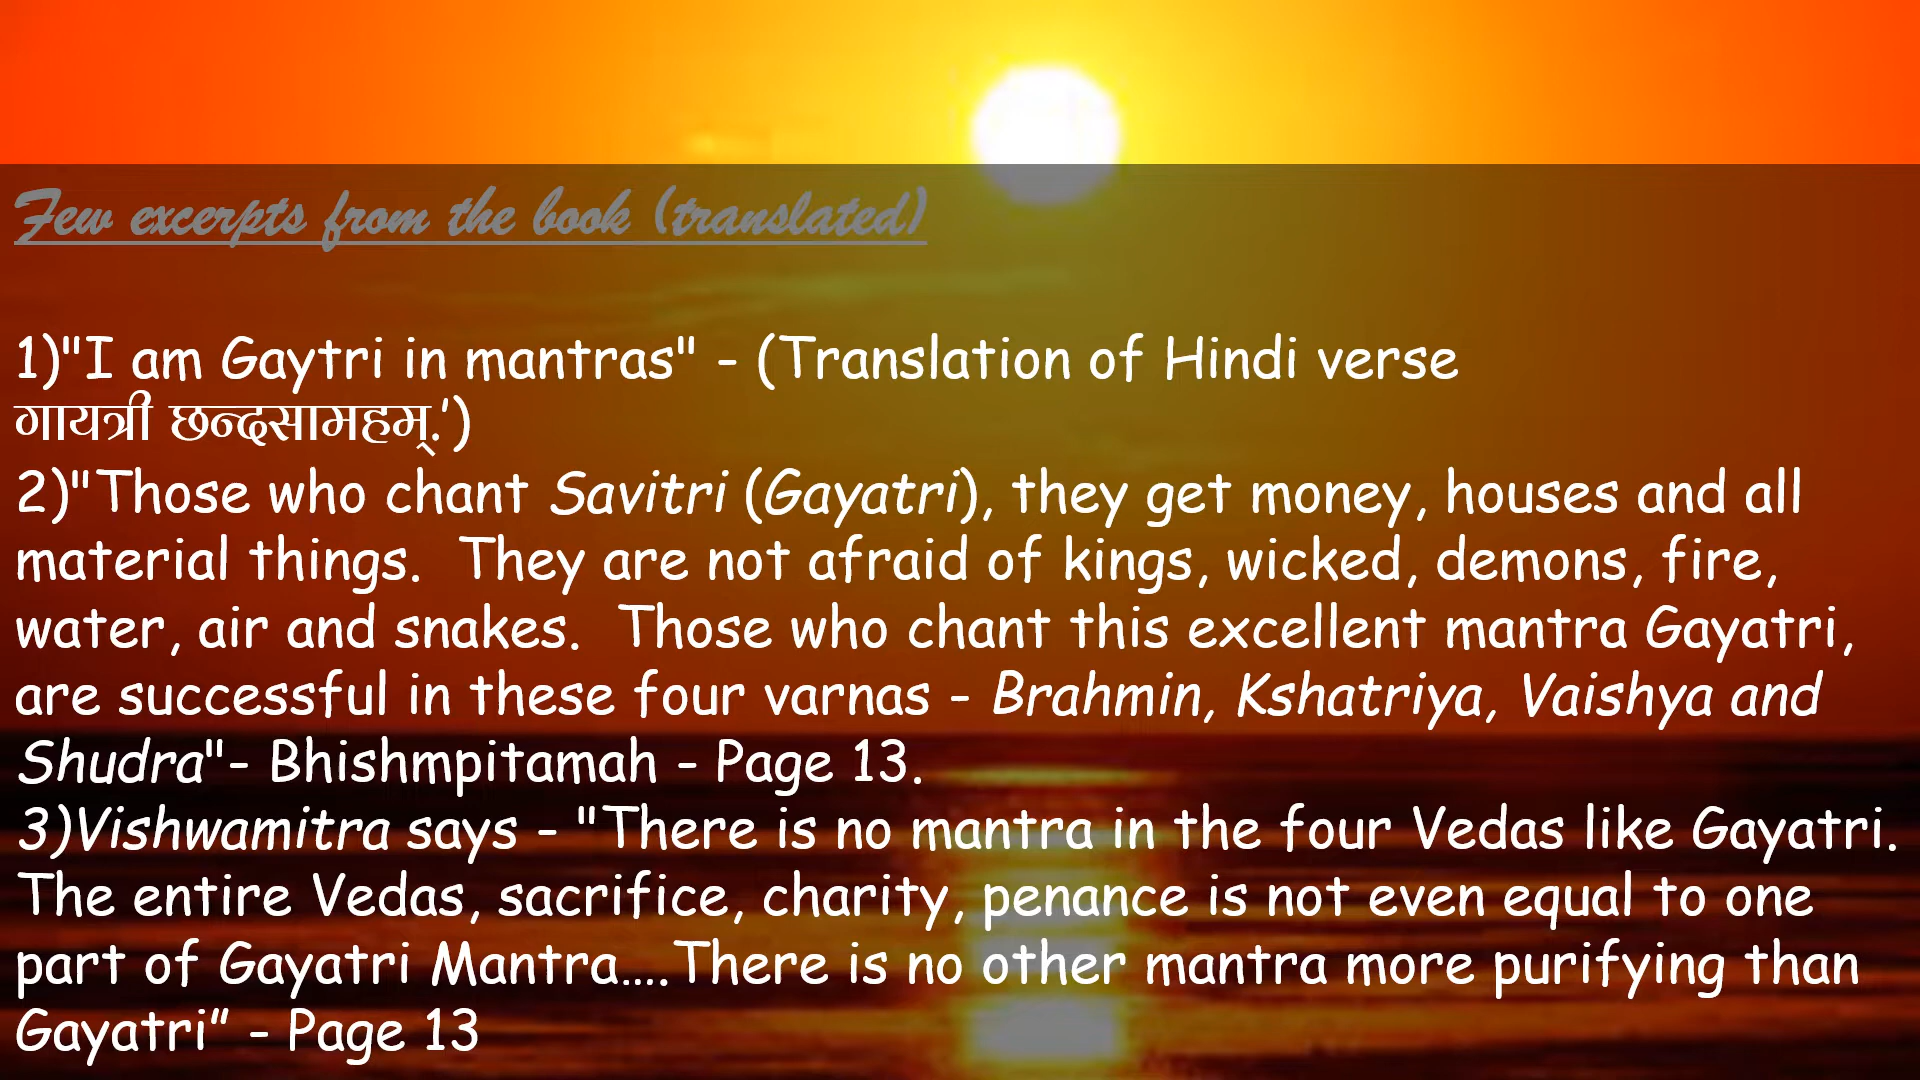 Few excerpts from the book (translated)
1)"I am Gaytri in mantras" - (Translation of Hindi verse
गायत्री छन्दसामहम्.’)
2)"Those who chant Savitri (Gayatri), they get money, houses and all
material things.  They are not afraid of kings, wicked, demons, fire,
water, air and snakes.  Those who chant this excellent mantra Gayatri,
are successful in these four varnas - Brahmin, Kshatriya, Vaishya and
Shudra"- Bhishmpitamah - Page 13.
3)Vishwamitra says - "There is no mantra in the four Vedas like Gayatri.
The entire Vedas, sacrifice, charity, penance is not even equal to one
part of Gayatri Mantra….There is no other mantra more purifying than
Gayatri” - Page 13